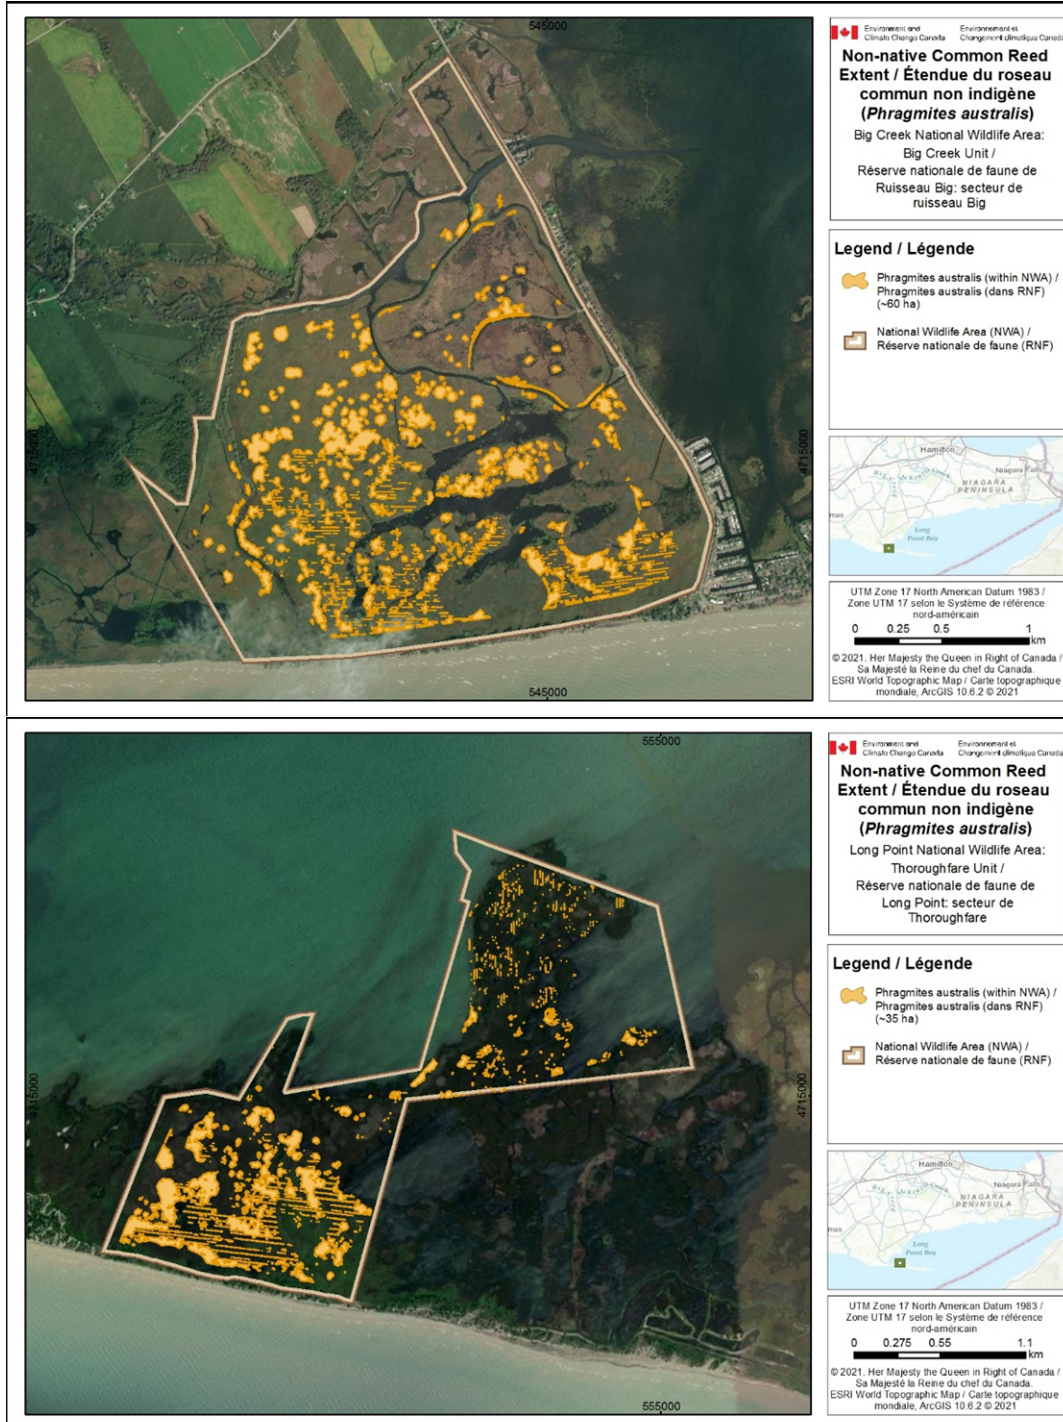 545000
4715000
4715000
545000
Environment and
Climate Change Canada
Environnement et
Changement climatique Canada
Non-native Common Reed
Extent / Étendue du roseau
commun non indigène
(Phragmites australis)
Big Creek National Wildlife Area:
Big Creek Unit /
Réserve nationale de faune de
Ruisseau Big: secteur de
ruisseau Big
Legend / Légende
Phragmites australis (within NWA) /
Phragmites australis (dans RNF)
(~60 ha)
National Wildlife Area (NWA) /
Réserve nationale de faune (RNF)
Hamilton
Niagara Falls
NIAGARA
PENINSULA
mas
Long
Point Bay
UTM Zone 17 North American Datum 1983 /
Zone UTM 17 selon le Système de référence
nord-américain
0 0.25 0.5 1
km
© 2021. Her Majesty the Queen in Right of Canada /
Sa Majesté la Reine du chef du Canada.
ESRI World Topographic Map / Carte topographique
mondiale, ArcGIS 10.6.2 © 2021
555000
4715000
4715000
555000
Environment and
Climate Change Canada
Environnement et
Changement climatique Canada
Non-native Common Reed
Extent / Étendue du roseau
commun non indigène
(Phragmites australis)
Long Point National Wildlife Area:
Thoroughfare Unit /
Réserve nationale de faune de
Long Point: secteur de
Thoroughfare
Legend / Légende
Phragmites australis (within NWA) /
Phragmites australis (dans RNF)
(~35 ha)
National Wildlife Area (NWA) /
Réserve nationale de faune (RNF)
Hamilton
Niagara Falls
NIAGARA
PENINSULA
mas
Long
Point Bay
UTM Zone 17 North American Datum 1983 /
Zone UTM 17 selon le Système de référence
nord-américain
0 0.275 0.55 1.1
km
© 2021. Her Majesty the Queen in Right of Canada /
Sa Majesté la Reine du chef du Canada.
ESRI World Topographic Map / Carte topographique
mondiale, ArcGIS 10.6.2 © 2021